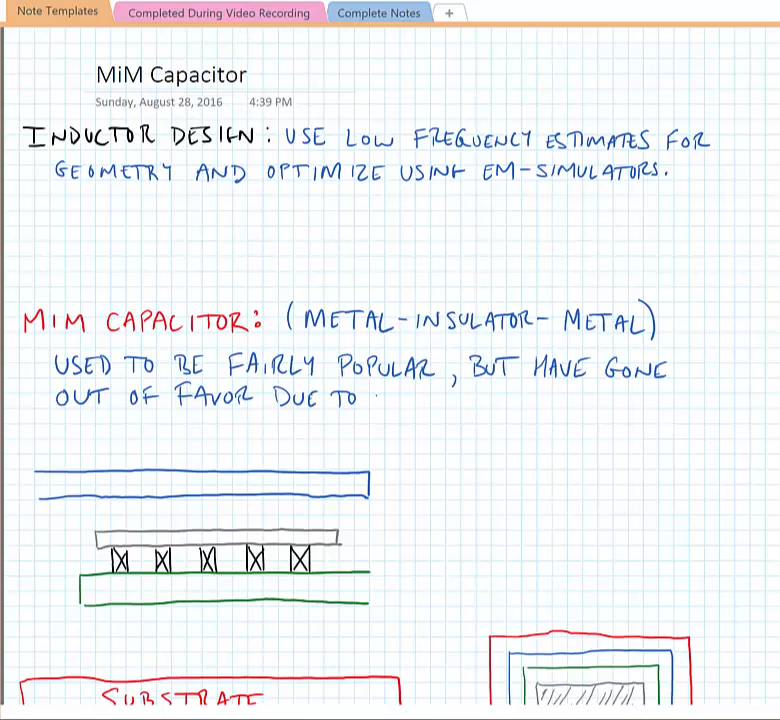 Note Templates
Completed During Video Recording
Complete Notes
+
MiM Capacitor
Sunday, August 28, 2016 4:39 PM
INDUCTOR DESIGN: USE LOW FREQUENCY ESTIMATES FOR
GEOMETRY AND OPTIMIZE USING EM-SIMULATORS.
MIM CAPACITOR: (METAL-INSULATOR-METAL)
USED TO BE FAIRLY POPULAR, BUT HAVE GONE
OUT OF FAVOR DUE TO
SUBSTRATE